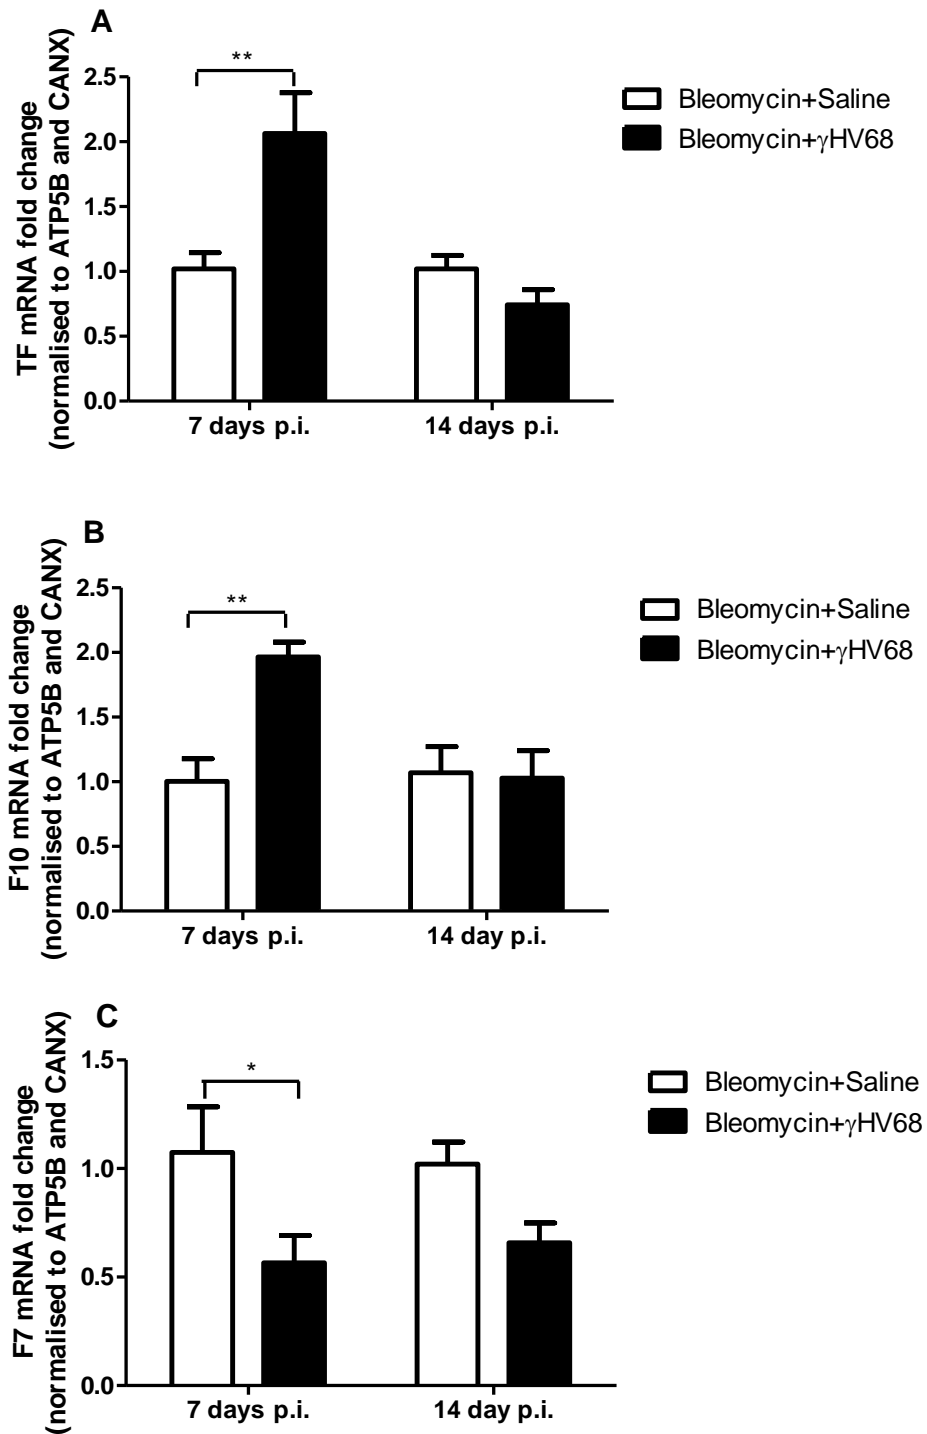 A
TF mRNA fold change
(normalised to ATP5B and CANX)
**
2.5
2.0
1.5
1.0
0.5
0.0
7 days p.i.
14 days p.i.
Bleomycin+Saline
Bleomycin+γHV68
B
F10 mRNA fold change
(normalised to ATP5B and CANX)
**
2.5
2.0
1.5
1.0
0.5
0.0
7 days p.i.
14 day p.i.
Bleomycin+Saline
Bleomycin+γHV68
C
F7 mRNA fold change
(normalised to ATP5B and CANX)
*
1.5
1.0
0.5
0.0
7 days p.i.
14 day p.i.
Bleomycin+Saline
Bleomycin+γHV68